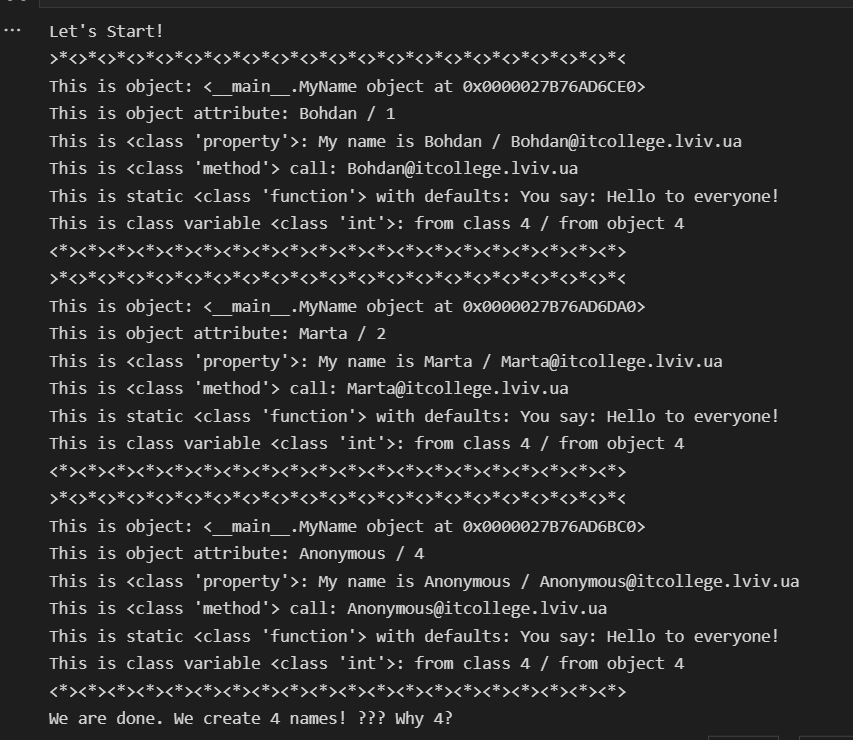 ...
Let's Start!
>*<>*<>*<>*<>*<>*<>*<>*<>*<>*<>*<>*<>*<>*<>*<>*<>*<>*<>*<>*<
This is object: <__main__.MyName object at 0x0000027B76AD6CE0>
This is object attribute: Bohdan / 1
This is <class 'property'>: My name is Bohdan / Bohdan@itcollege.lviv.ua
This is <class 'method'> call: Bohdan@itcollege.lviv.ua
This is static <class 'function'> with defaults: You say: Hello to everyone!
This is class variable <class 'int'>: from class 4 / from object 4
<*><*><*><*><*><*><*><*><*><*><*><*><*><*><*><*><*><*><*><*>
>*<>*<>*<>*<>*<>*<>*<>*<>*<>*<>*<>*<>*<>*<>*<>*<>*<>*<>*<>*<
This is object: <__main__.MyName object at 0x0000027B76AD6DA0>
This is object attribute: Marta / 2
This is <class 'property'>: My name is Marta / Marta@itcollege.lviv.ua
This is <class 'method'> call: Marta@itcollege.lviv.ua
This is static <class 'function'> with defaults: You say: Hello to everyone!
This is class variable <class 'int'>: from class 4 / from object 4
<*><*><*><*><*><*><*><*><*><*><*><*><*><*><*><*><*><*><*><*>
>*<>*<>*<>*<>*<>*<>*<>*<>*<>*<>*<>*<>*<>*<>*<>*<>*<>*<>*<>*<
This is object: <__main__.MyName object at 0x0000027B76AD6BC0>
This is object attribute: Anonymous / 4
This is <class 'property'>: My name is Anonymous / Anonymous@itcollege.lviv.ua
This is <class 'method'> call: Anonymous@itcollege.lviv.ua
This is static <class 'function'> with defaults: You say: Hello to everyone!
This is class variable <class 'int'>: from class 4 / from object 4
<*><*><*><*><*><*><*><*><*><*><*><*><*><*><*><*><*><*><*><*>
We are done. We create 4 names! ??? Why 4?